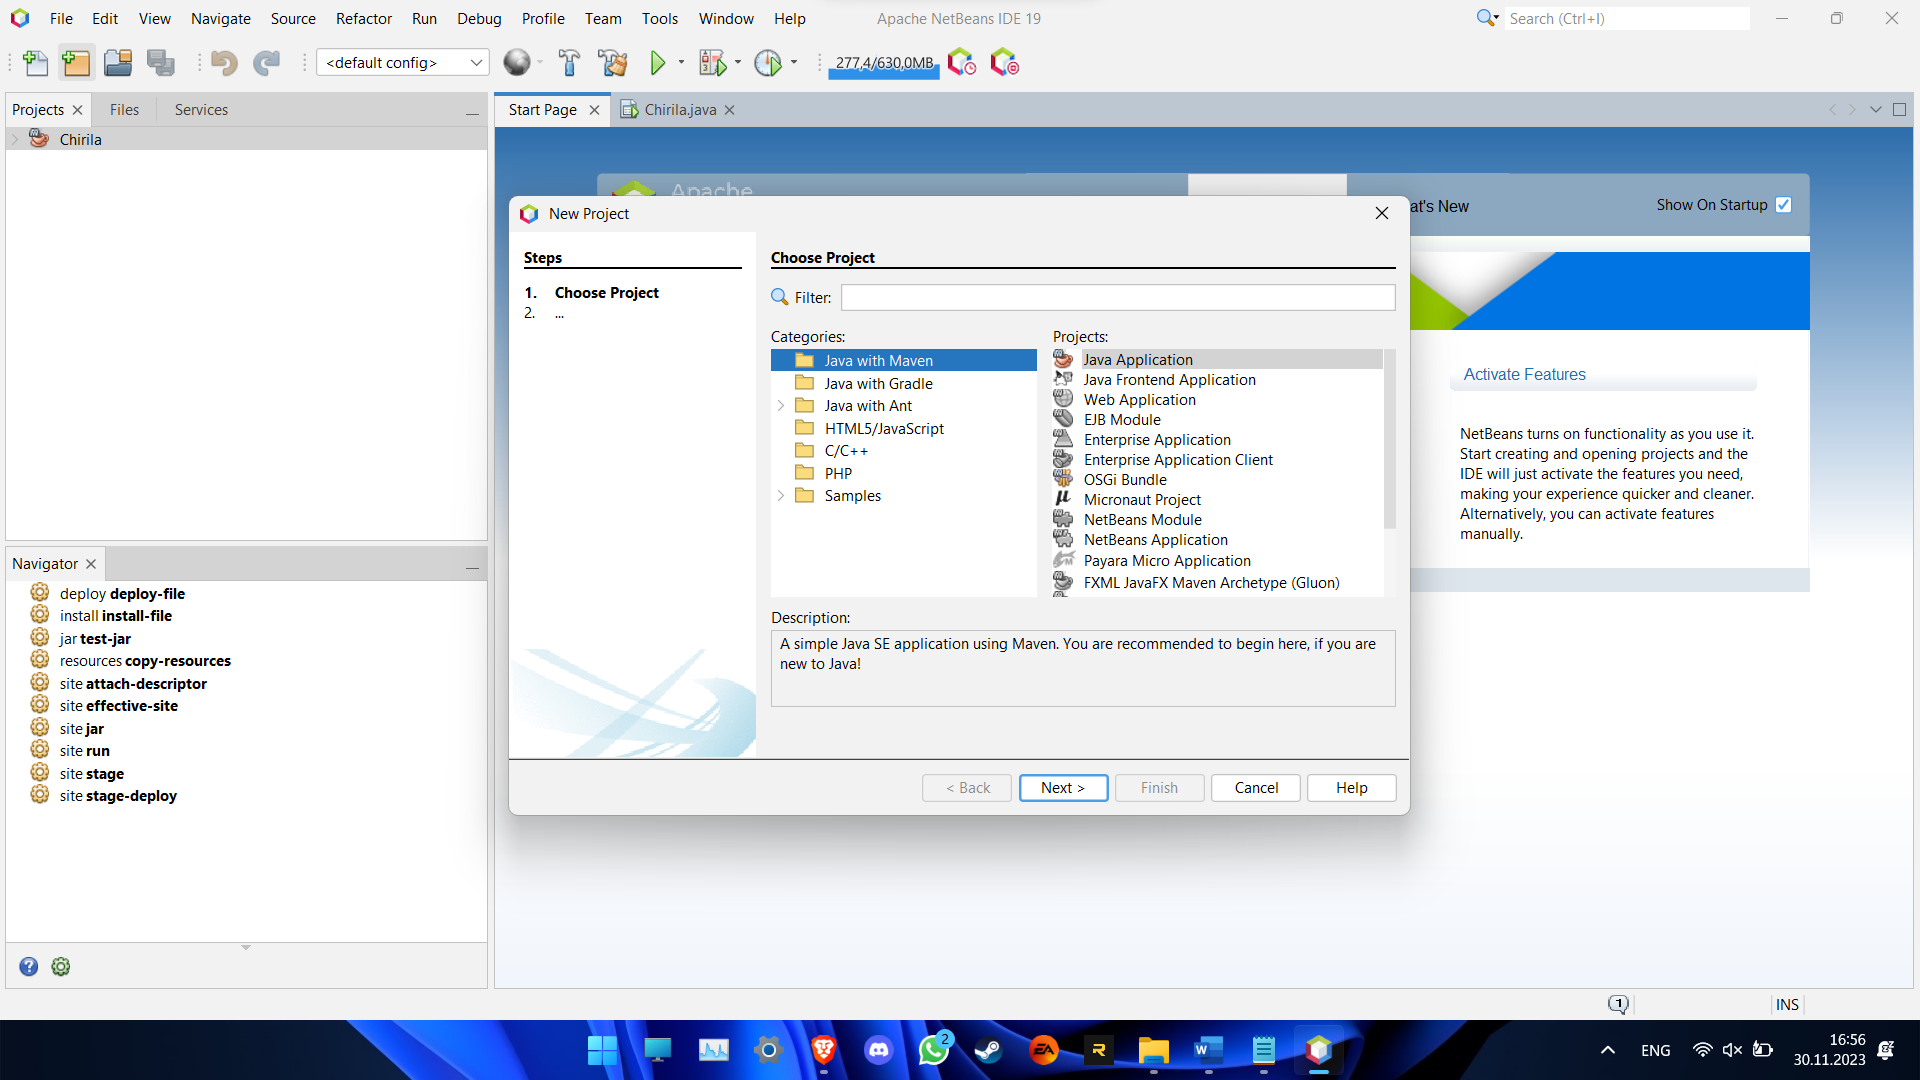 File Edit View Navigate Source Refactor Run Debug Profile Team Tools Window Help
Apache NetBeans IDE 19
Search (Ctrl+I)
<default config>
277,4/630,0MB
Projects Files Services
Start Page
Chirila.java
Chirila
Apache
at's New
Show On Startup
New Project
Steps
1. Choose Project
2. ...
Choose Project
Filter:
Categories:
Java with Maven
Java with Gradle
Java with Ant
HTML5/JavaScript
C/C++
PHP
Samples
Projects:
Java Application
Java Frontend Application
Web Application
EJB Module
Enterprise Application
Enterprise Application Client
OSGi Bundle
Micronaut Project
NetBeans Module
NetBeans Application
Payara Micro Application
FXML JavaFX Maven Archetype (Gluon)
Description:
A simple Java SE application using Maven. You are recommended to begin here, if you are
new to Java!
< Back Next > Finish Cancel Help
Activate Features
NetBeans turns on functionality as you use it.
Start creating and opening projects and the
IDE will just activate the features you need,
making your experience quicker and cleaner.
Alternatively, you can activate features
manually.
Navigator
deploy deploy-file
install install-file
jar test-jar
resources copy-resources
site attach-descriptor
site effective-site
site jar
site run
site stage
site stage-deploy
1
INS
2
EA
R
W
ENG
16:56
30.11.2023